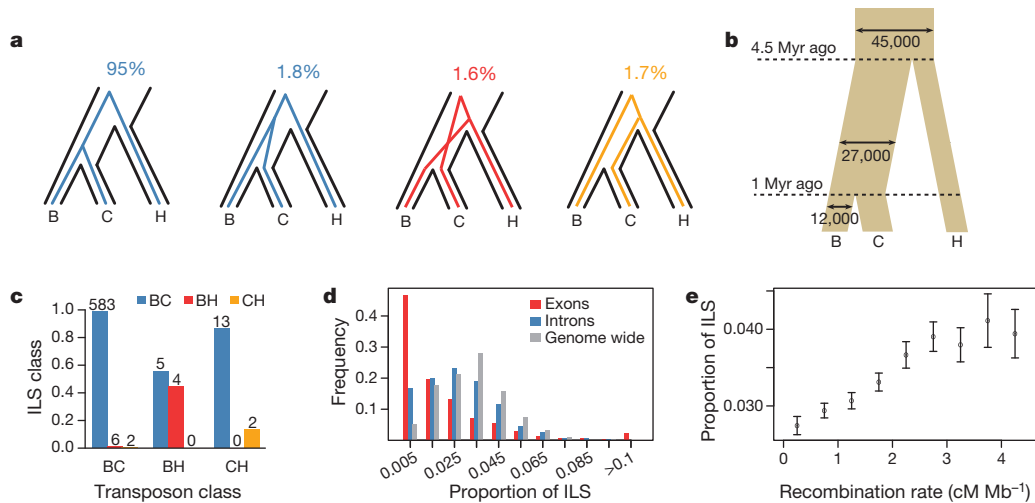 a
95%
1.8%
1.6%
1.7%
B C H
B C H
B C H
B C H
b
4.5 Myr ago
45,000
27,000
1 Myr ago
12,000
B C H
c
BC BH CH
ILS class
1.0
0.8
0.6
0.4
0.2
0.0
583
6 2
5
4
0
13
0
2
BC BH CH
Transposon class
d
Exons
Introns
Genome wide
Frequency
0.4
0.3
0.2
0.1
0.005 0.025 0.045 0.065 0.085 >0.1
Proportion of ILS
e
Proportion of ILS
0.040
0.030
0 1 2 3 4
Recombination rate (cM Mb⁻¹)